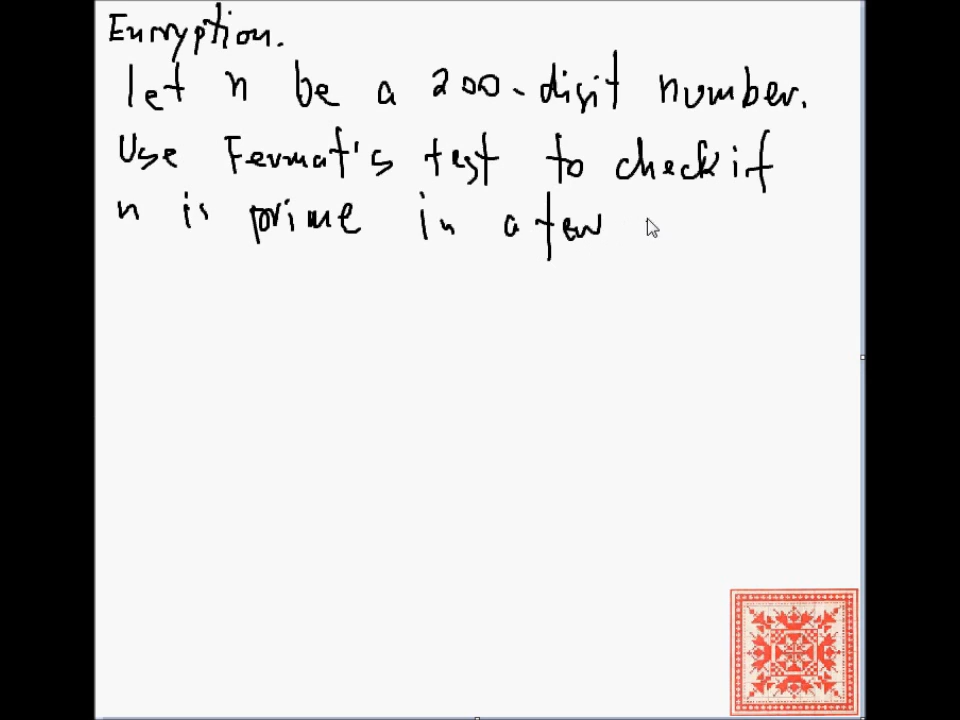 Encryption.
let n be a 200-digit number.
Use Fermat's test to check if
n is prime in a few